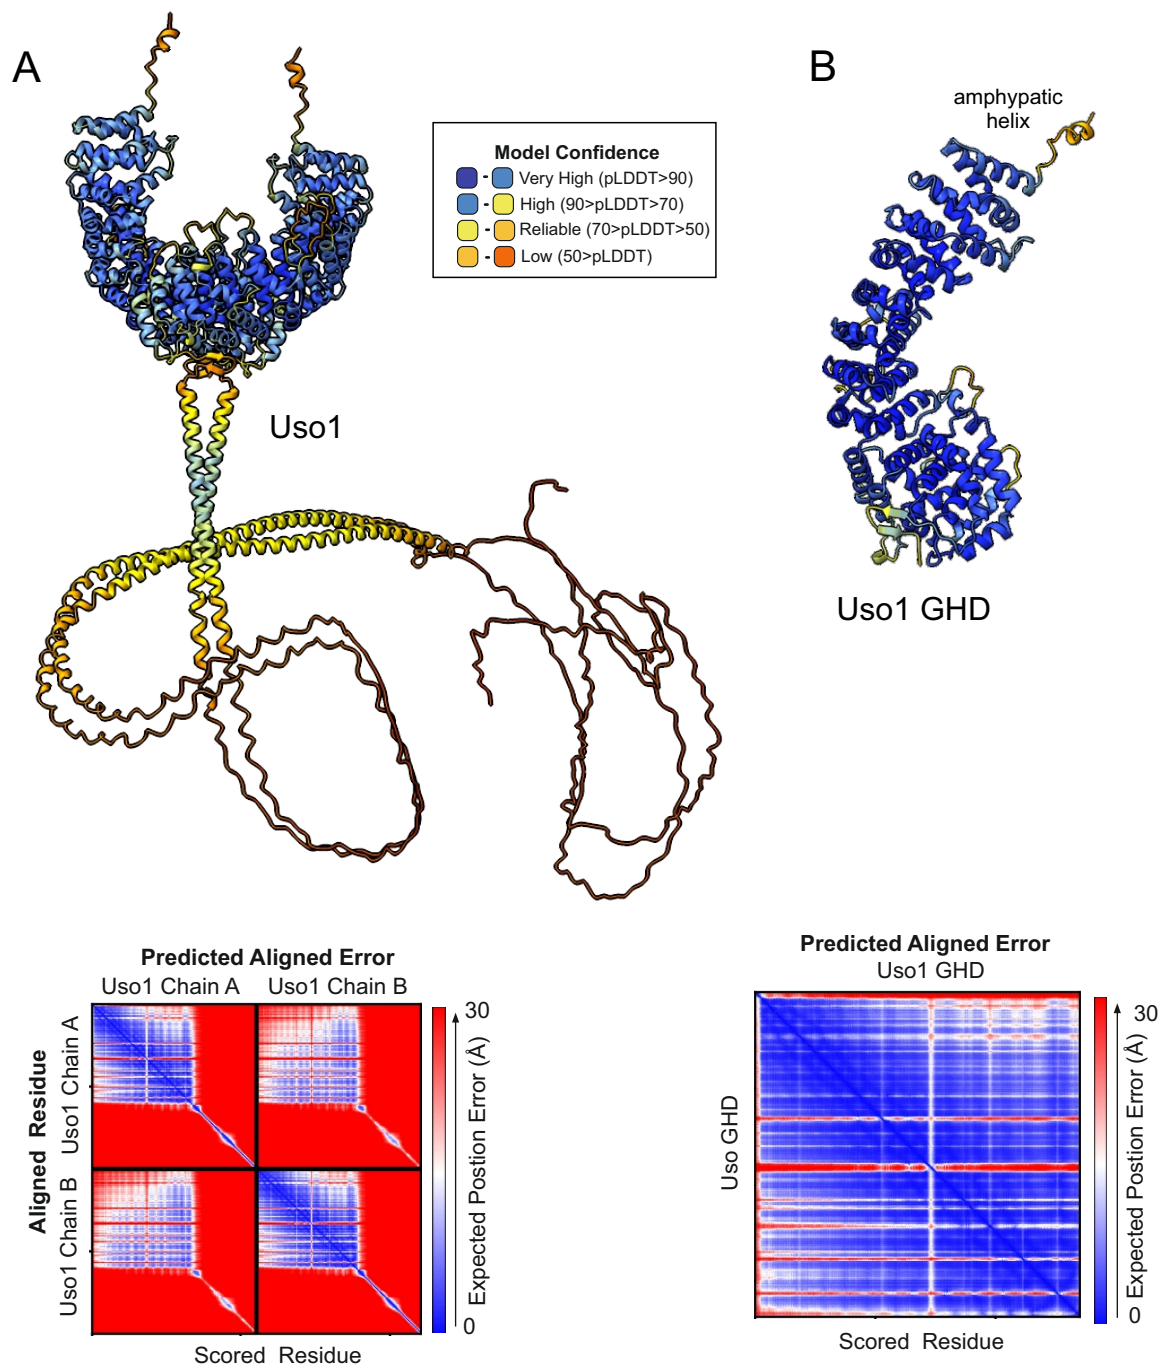 A
B
amphypatic
helix
Model Confidence
- Very High (pLDDT>90)
- High (90>pLDDT>70)
- Reliable (70>pLDDT>50)
- Low (50>pLDDT)
Uso1
Uso1 GHD
Predicted Aligned Error
Uso1 Chain A Uso1 Chain B
Aligned Residue
Uso1 Chain A
Uso1 Chain B
30
Expected Postion Error (Å)
0
Scored Residue
Predicted Aligned Error
Uso1 GHD
Uso GHD
30
Expected Position Error (Å)
0
Scored Residue